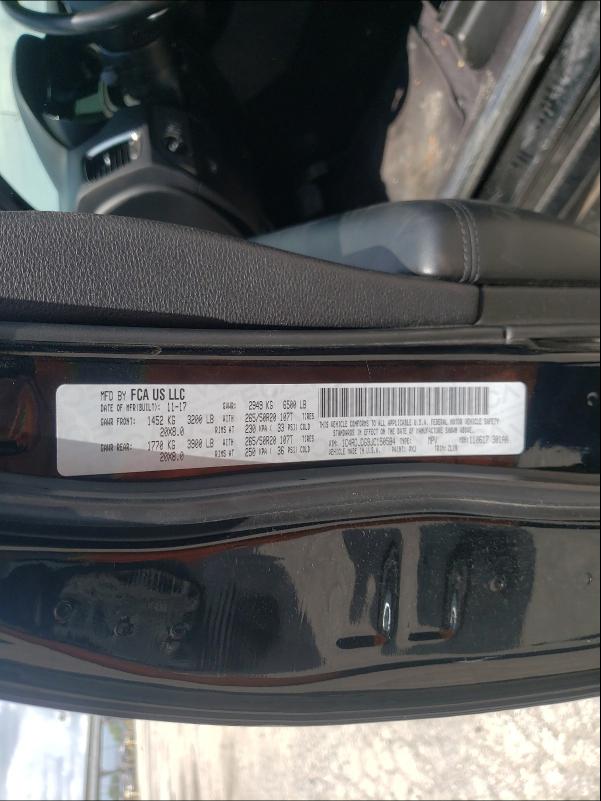 MFD BY FCA US LLC
DATE OF MFR(BUILT): 11-17 GVWR: 2949 KG 6500 LB
GAWR FRONT: 1452 KG 3200 LB WITH 265/50R20 107T TIRES
20X8.0 RIMS AT 230 KPA / 33 PSI COLD
GAWR REAR: 1770 KG 3900 LB WITH 265/50R20 107T TIRES
20X8.0 RIMS AT 250 KPA / 36 PSI COLD
THIS VEHICLE CONFORMS TO ALL APPLICABLE U.S.A. FEDERAL MOTOR VEHICLE SAFETY
STANDARDS IN EFFECT ON THE DATE OF MANUFACTURE SHOWN ABOVE.
VIN: TYPE: MPV MDH: 110617 301AA
VEHICLE MADE IN U.S.A. PAINT: PXJ TRIM: